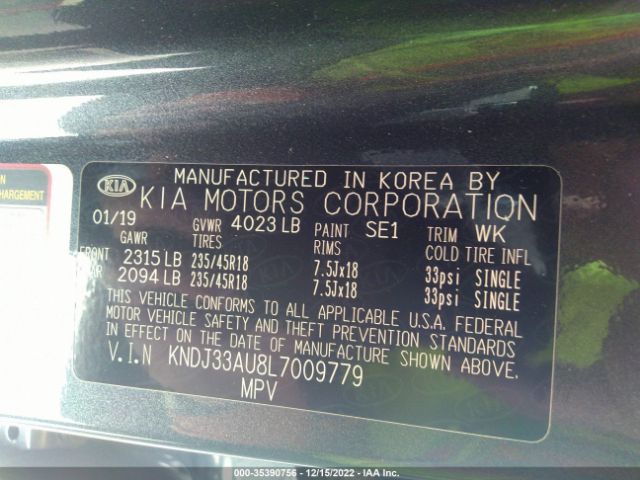 N
CHARGEMENT
KIA
MANUFACTURED IN KOREA BY
KIA MOTORS CORPORATION
01/19 GVWR 4023 LB PAINT SE1 TRIM WK
GAWR TIRES RIMS COLD TIRE INFL
FRONT 2315 LB 235/45R18 7.5Jx18 33psi SINGLE
2094 LB 235/45R18 7.5Jx18 33psi SINGLE
THIS VEHICLE CONFORMS TO ALL APPLICABLE U.S.A. FEDERAL
MOTOR VEHICLE SAFETY AND THEFT PREVENTION STANDARDS
IN EFFECT ON THE DATE OF MANUFACTURE SHOWN ABOVE.
V.I.N KNDJ33AU8L7009779
MPV
000-35390756 - 12/15/2022 - IAA Inc.